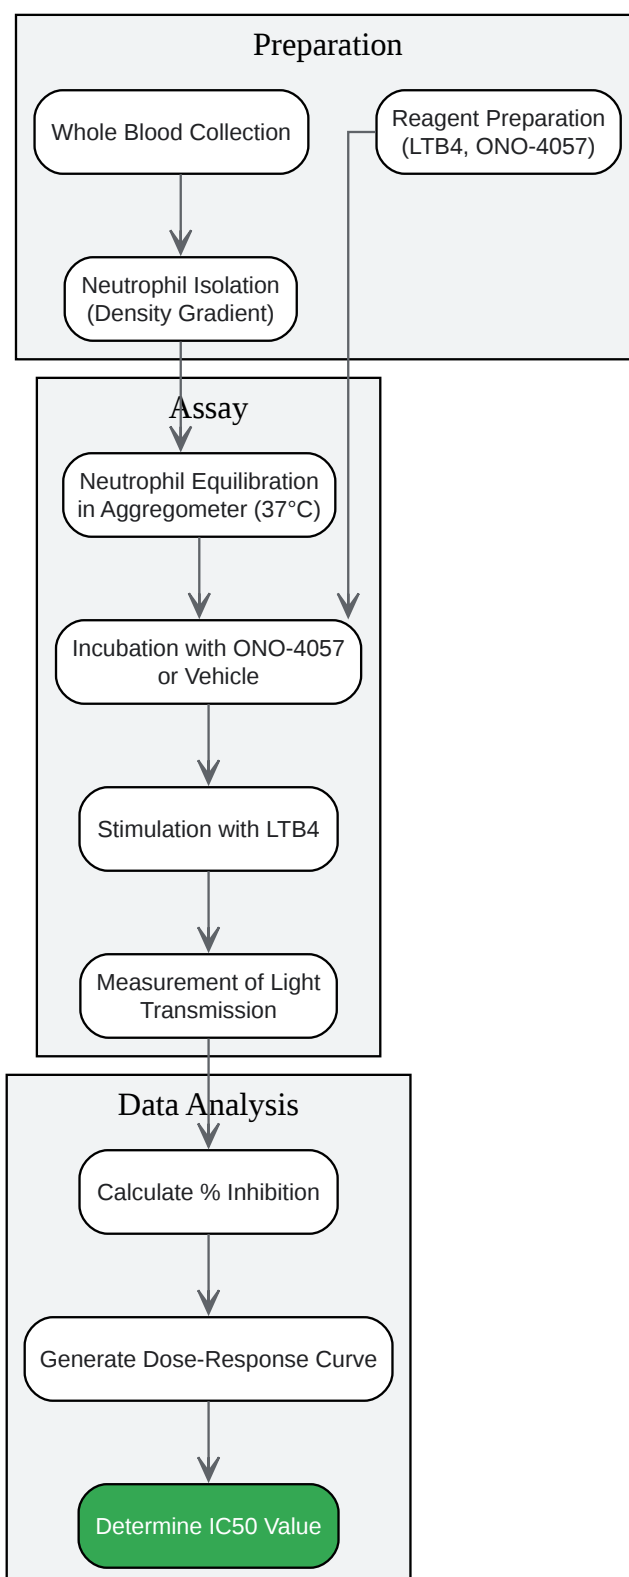 Preparation
Whole Blood Collection
Reagent Preparation
(LTB4, ONO-4057)
Neutrophil Isolation
(Density Gradient)
Assay
Neutrophil Equilibration
in Aggregometer (37°C)
Incubation with ONO-4057
or Vehicle
Stimulation with LTB4
Measurement of Light
Transmission
Data Analysis
Calculate % Inhibition
Generate Dose-Response Curve
Determine IC50 Value